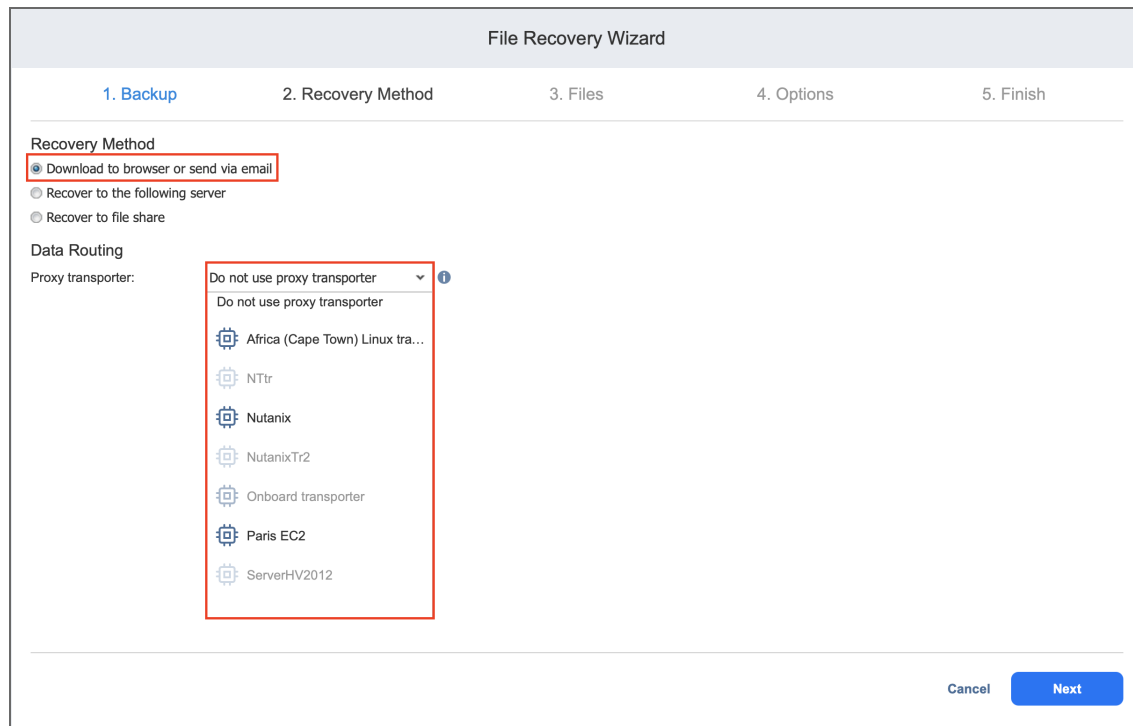 File Recovery Wizard
1. Backup 2. Recovery Method 3. Files 4. Options 5. Finish
Recovery Method
Download to browser or send via email
Recover to the following server
Recover to file share
Data Routing
Proxy transporter: Do not use proxy transporter
Do not use proxy transporter
Africa (Cape Town) Linux tra...
NTtr
Nutanix
NutanixTr2
Onboard transporter
Paris EC2
ServerHV2012
Cancel Next